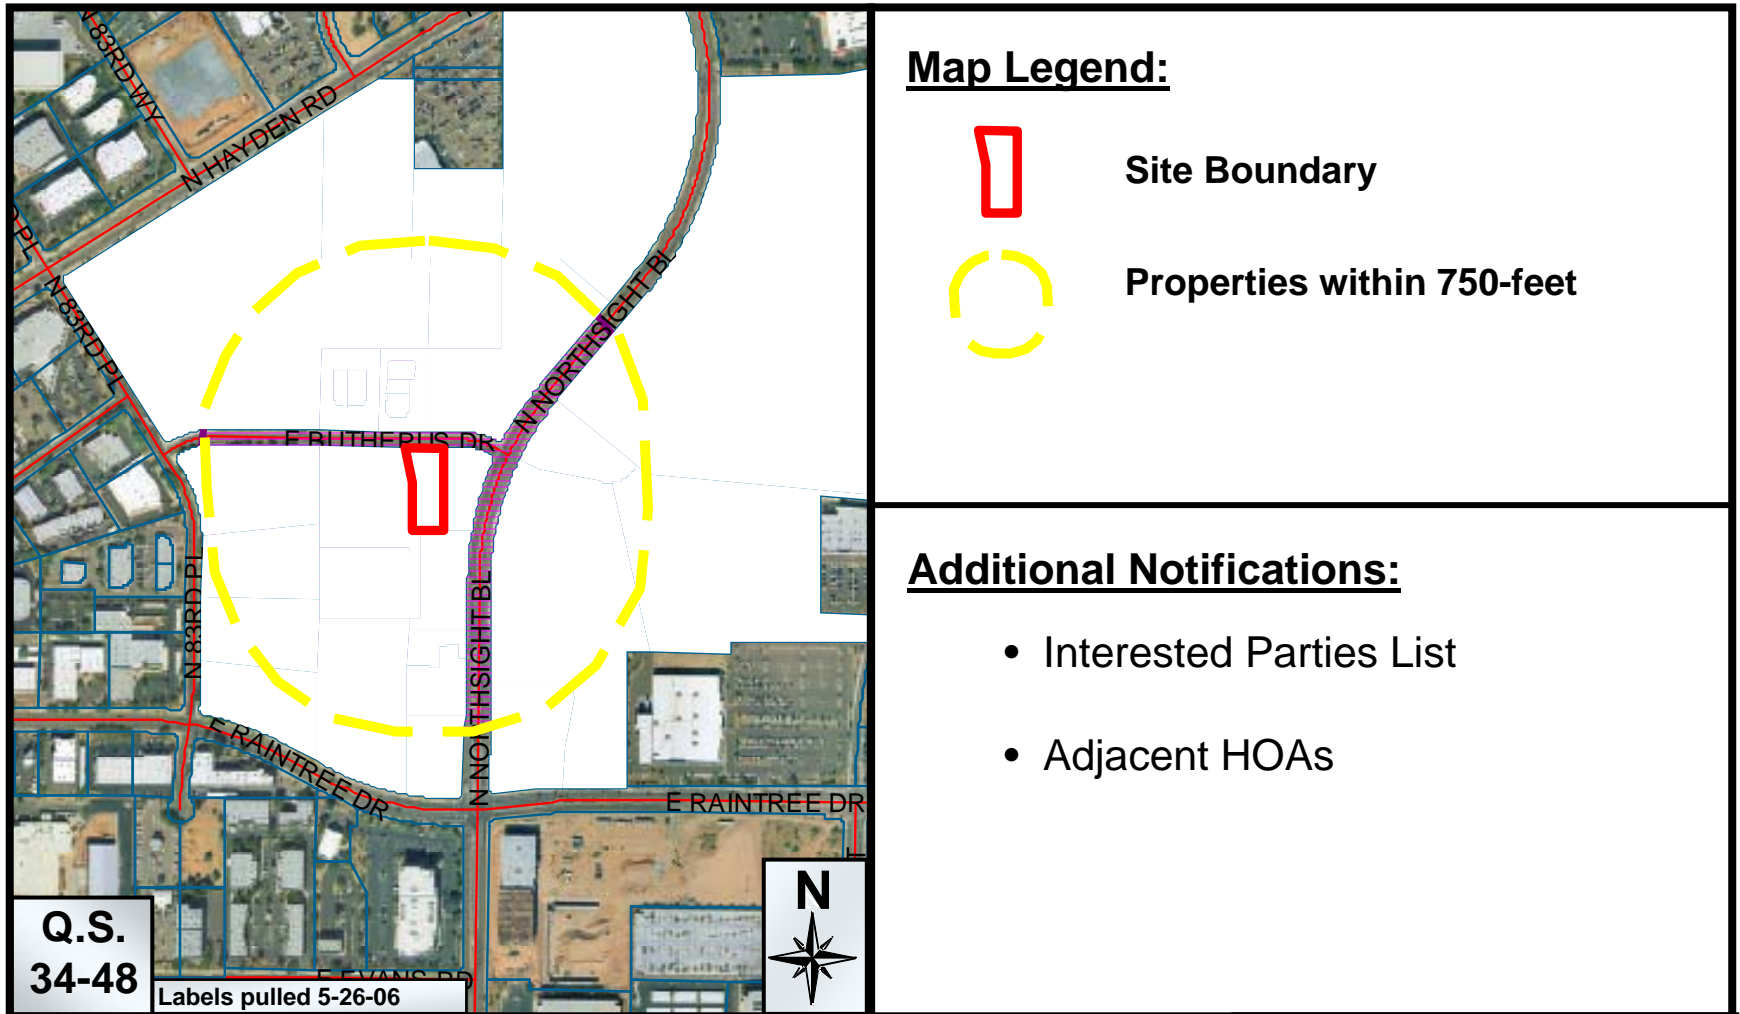 N 83RD WY
N HAYDEN RD
N 83RD PL
N NORTHSIGHT BL
E BUTHERUS DR
N 83RD PL
N NORTHSIGHT BL
E RAINTREE DR
E RAINTREE DR
E EVANS RD
Q.S.
34-48
Labels pulled 5-26-06
N
Map Legend:
Site Boundary
Properties within 750-feet
Additional Notifications:
• Interested Parties List
• Adjacent HOAs